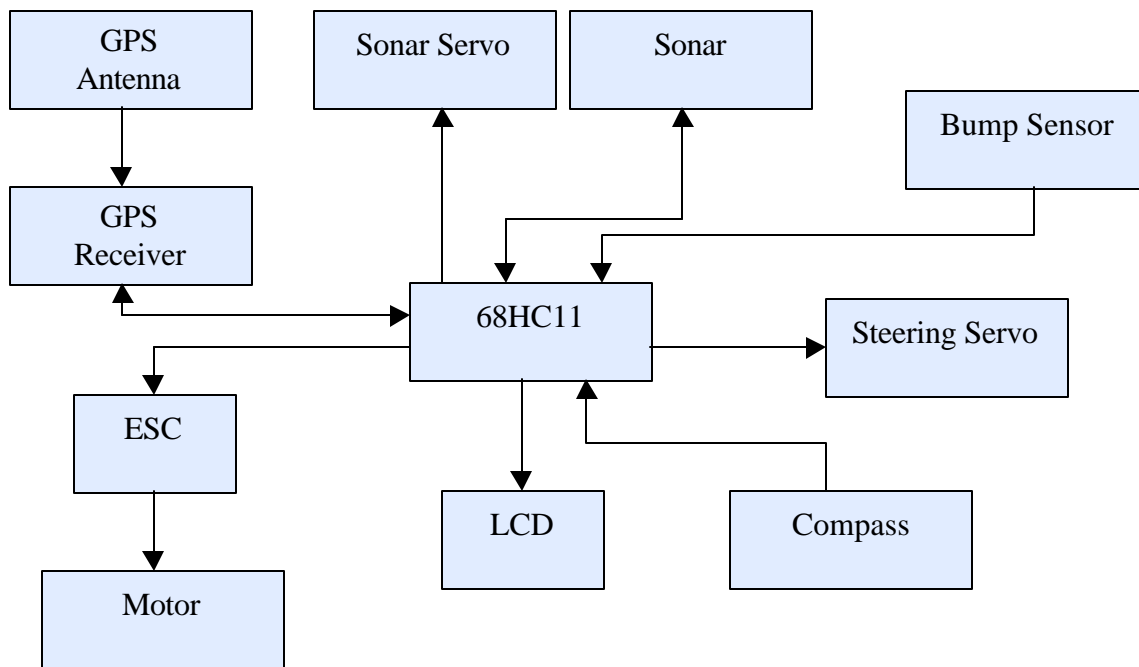 GPS
Antenna
Sonar Servo
Sonar
Bump Sensor
GPS
Receiver
68HC11
Steering Servo
ESC
LCD
Compass
Motor